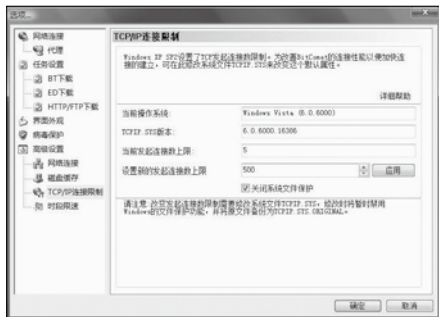 选项...
网络连接
代理
任务设置
BT下载
ED下载
HTTP/FTP下载
界面外观
病毒保护
高级设置
网络连接
磁盘缓存
TCP/IP连接限制
时段限速
TCP/IP连接限制
Windows XP SP2设置了TCP发起连接数限制。为改善BitComet的连接性能以便加快连
接的建立，可在此修改系统文件TCPIP.SYS来改变这个默认属性。
详细帮助
当前操作系统:
Windows Vista (6.0.6000)
TCPIP.SYS版本:
6.0.6000.16386
当前发起连接数上限:
5
设置新的发起连接数上限
500
应用
关闭系统文件保护
请注意:改变发起连接数限制需要修改系统文件TCPIP.SYS，修改时将暂时禁用
Windows的文件保护功能，并将原文件备份为TCPIP.SYS.ORIGINAL。
确定
取消